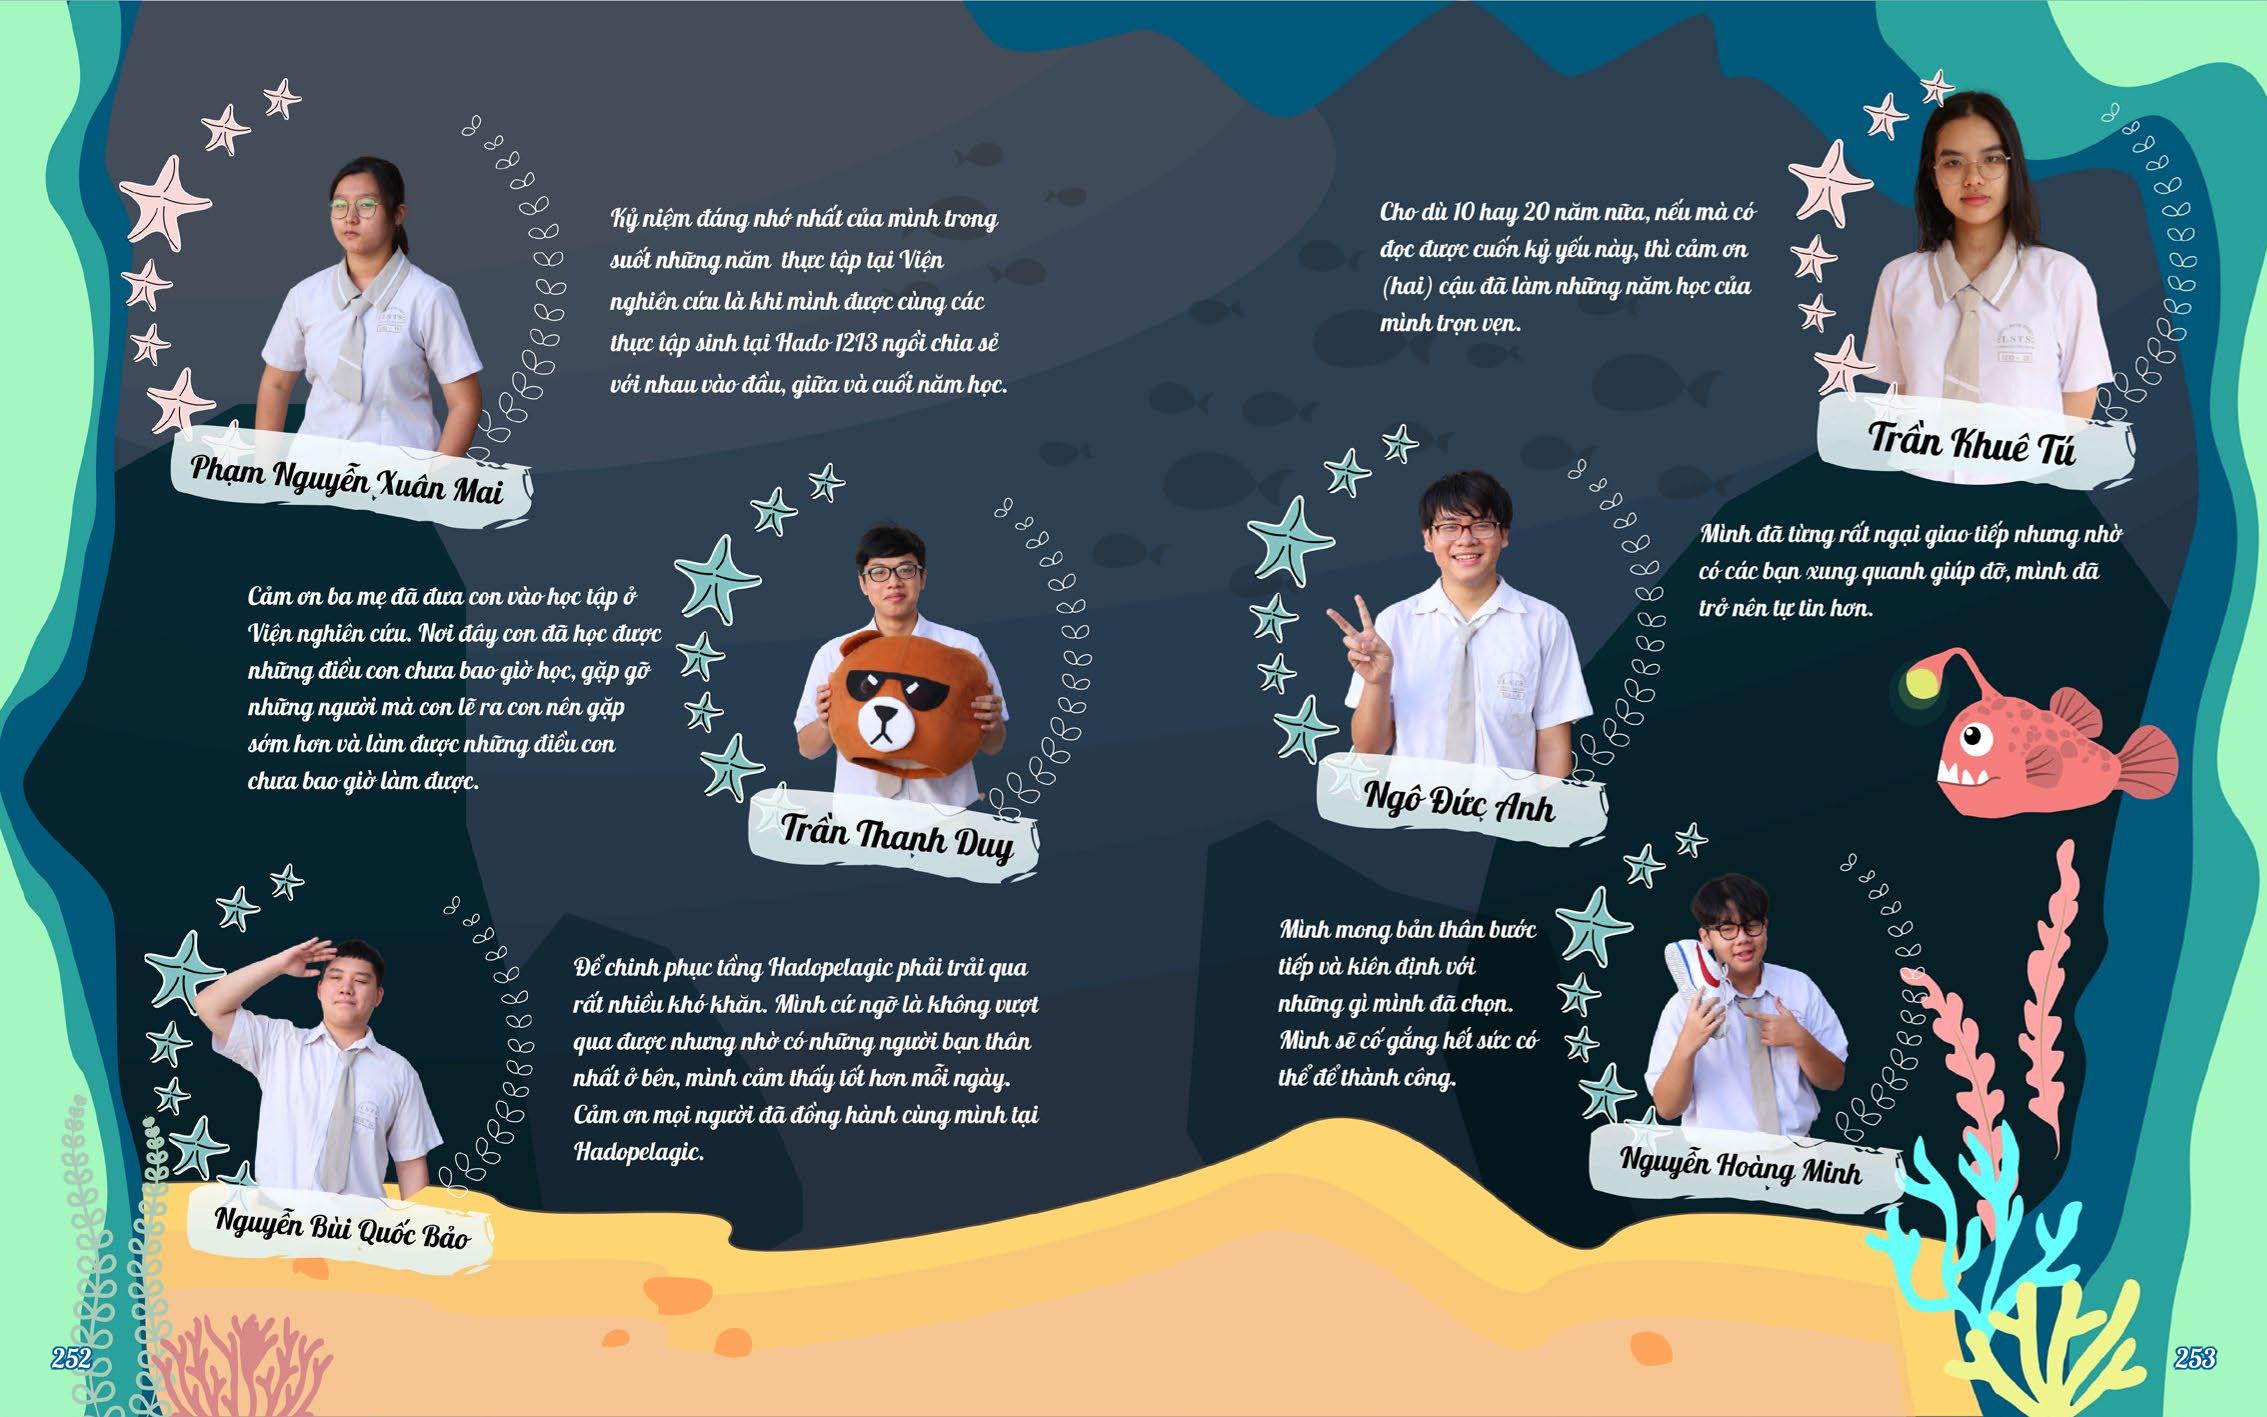 Kỷ niệm đáng nhớ nhất của mình trong
suốt những năm thực tập tại Viện
nghiên cứu là khi mình được cùng các
thực tập sinh tại Hado 1213 ngồi chia sẻ
với nhau vào đầu, giữa và cuối năm học.
Phạm Nguyễn Xuân Mai
Cảm ơn ba mẹ đã đưa con vào học tập ở
Viện nghiên cứu. Nơi đây con đã học được
những điều con chưa bao giờ học, gặp gỡ
những người mà con lẽ ra con nên gặp
sớm hơn và làm được những điều con
chưa bao giờ làm được.
Trần Thanh Duy
Để chinh phục tầng Hadopelagic phải trải qua
rất nhiều khó khăn. Mình cứ ngỡ là không vượt
qua được nhưng nhờ có những người bạn thân
nhất ở bên, mình cảm thấy tốt hơn mỗi ngày.
Cảm ơn mọi người đã đồng hành cùng mình tại
Hadopelagic.
Nguyễn Bùi Quốc Bảo
252
Cho dù 10 hay 20 năm nữa, nếu mà có
đọc được cuốn kỷ yếu này, thì cảm ơn
(hai) cậu đã làm những năm học của
mình trọn vẹn.
Trần Khuê Tú
Mình đã từng rất ngại giao tiếp nhưng nhờ
có các bạn xung quanh giúp đỡ, mình đã
trở nên tự tin hơn.
Ngô Đức Anh
Mình mong bản thân bước
tiếp và kiên định với
những gì mình đã chọn.
Mình sẽ cố gắng hết sức có
thể để thành công.
Nguyễn Hoàng Minh
253
L.S.T.S